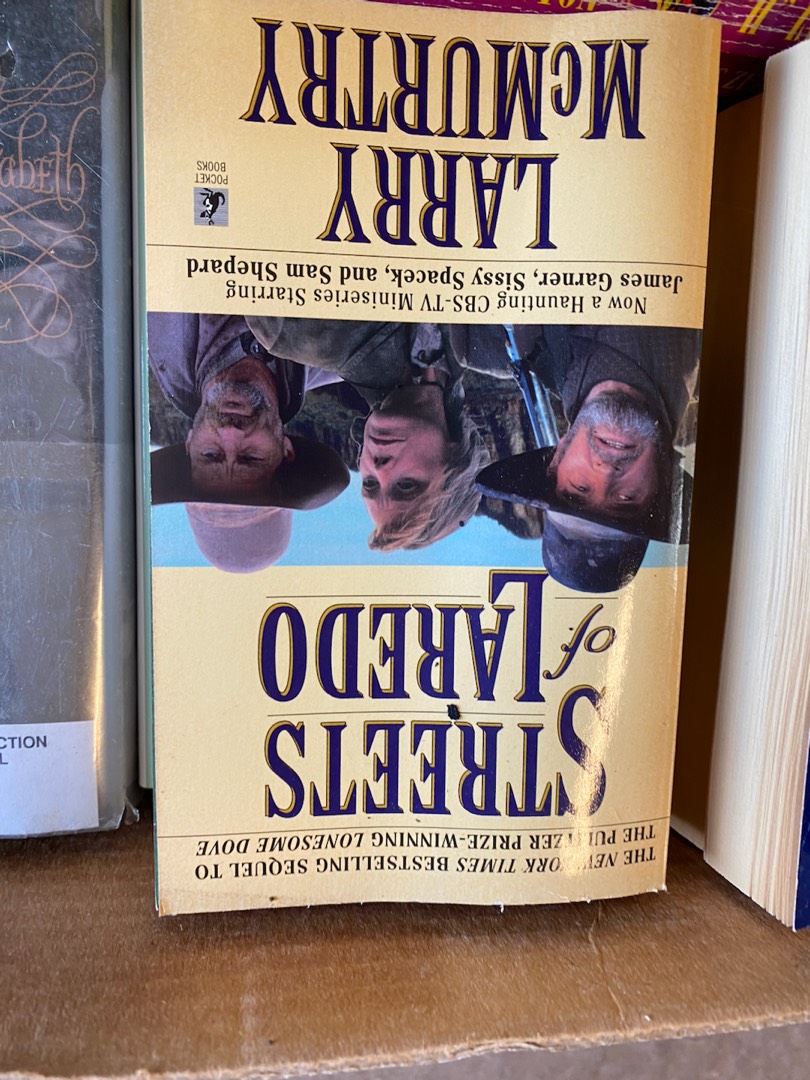 THE NEW YORK TIMES BESTSELLING SEQUEL TO
THE PULITZER PRIZE-WINNING LONESOME DOVE
STREETS
of LAREDO
Now a Haunting CBS-TV Miniseries Starring
James Garner, Sissy Spacek, and Sam Shepard
LARRY
McMURTRY
POCKET
BOOKS
CTION
L